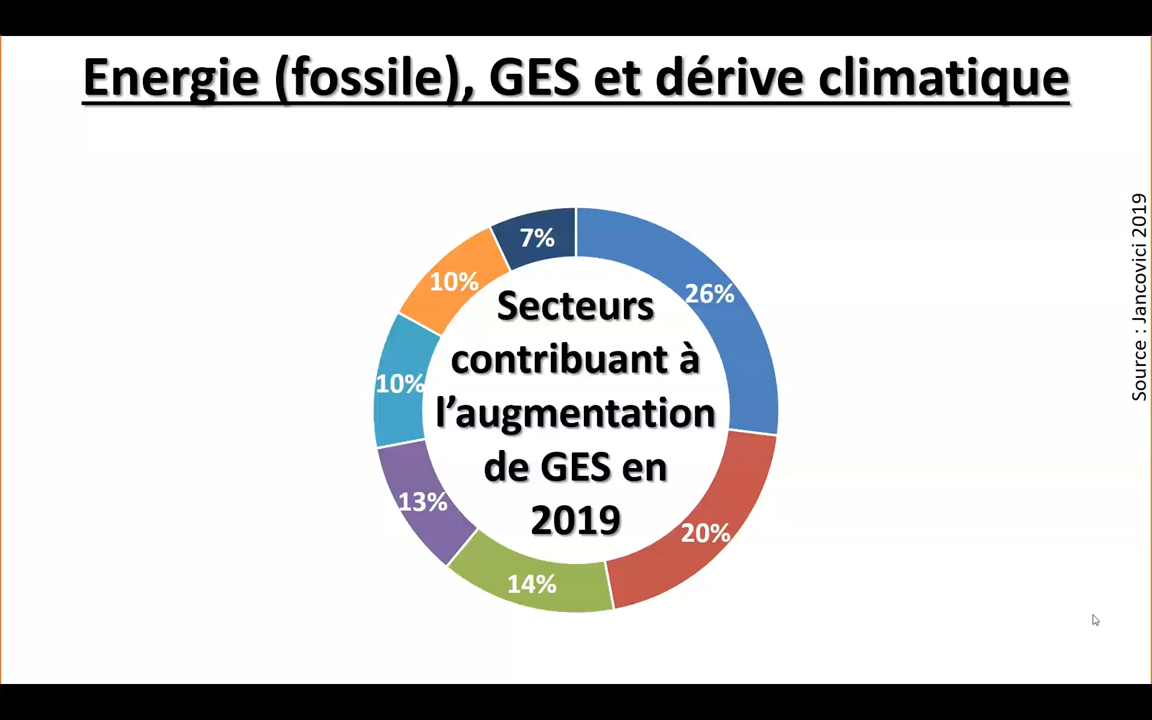 Energie (fossile), GES et dérive climatique
7%
26%
10%
Secteurs
contribuant à
l’augmentation
de GES en
2019
10%
13%
20%
14%
Source : Jancovici 2019